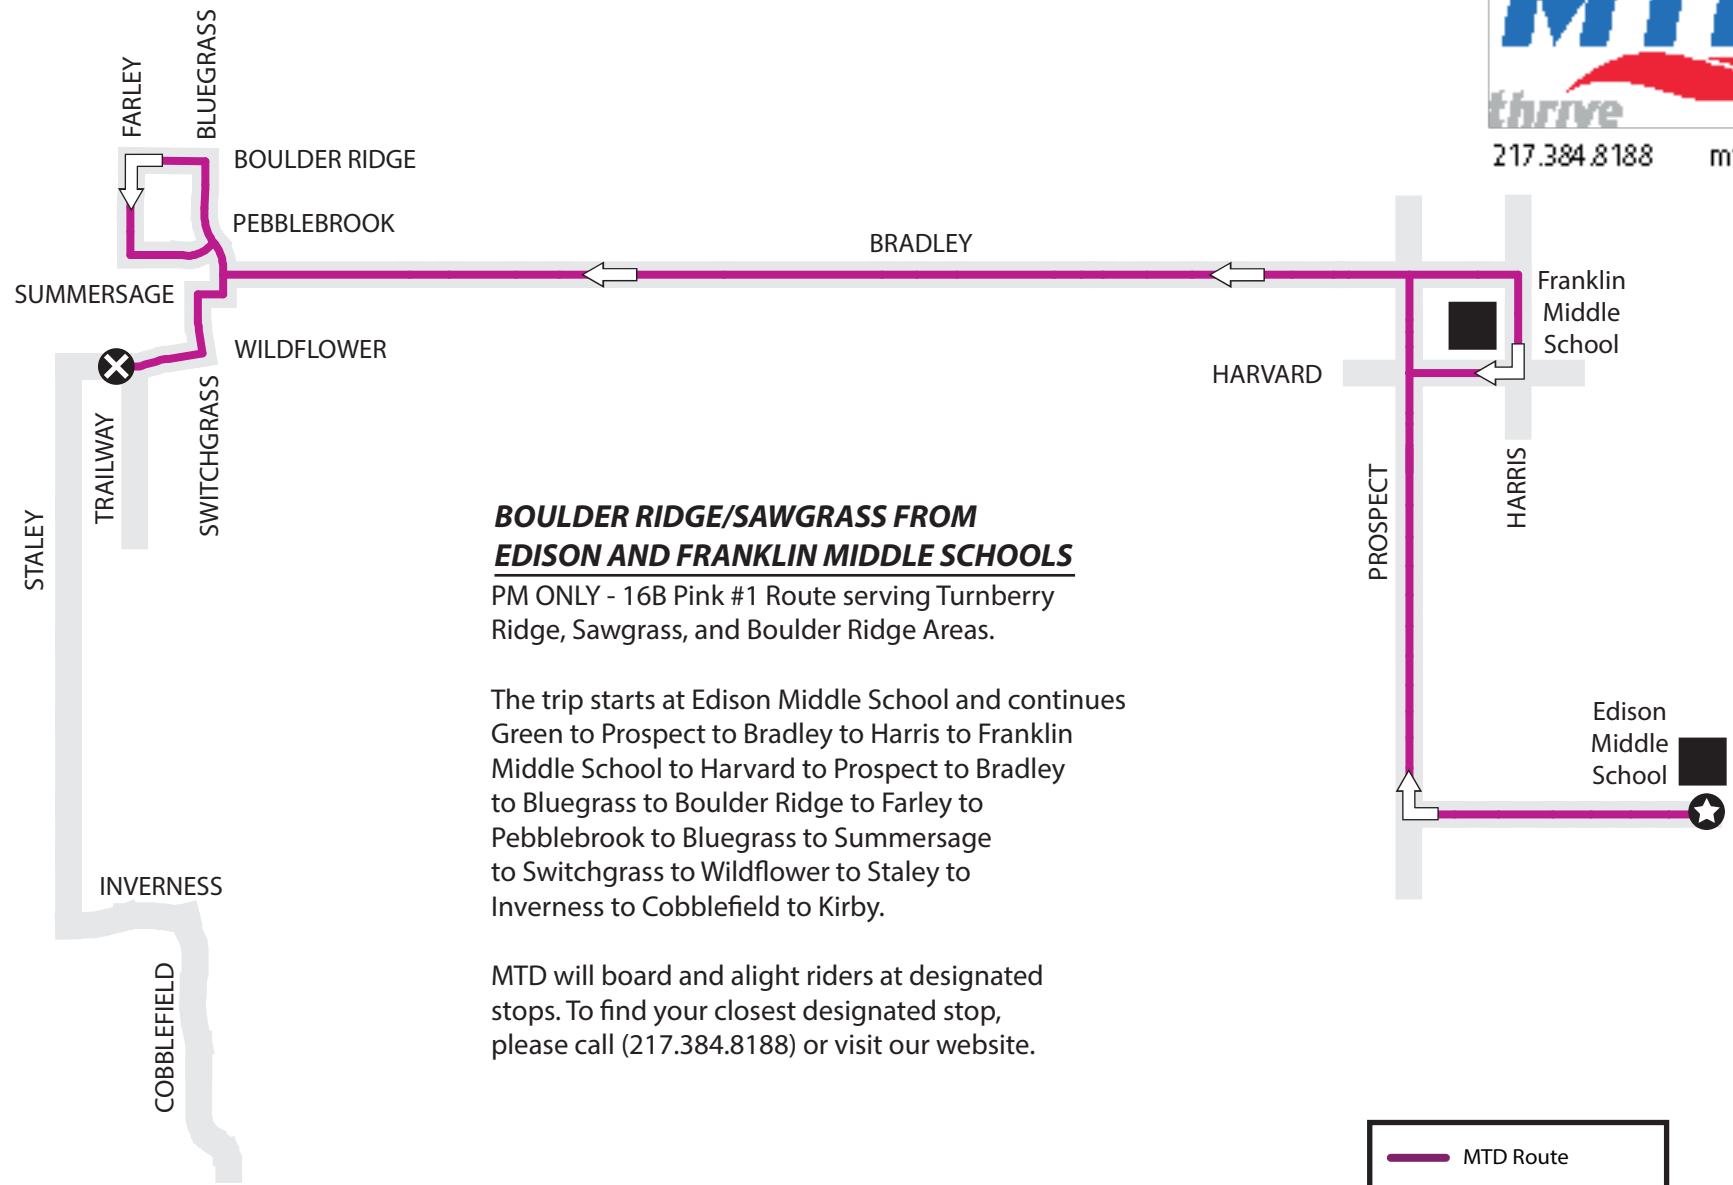 thrive
217.384.8188
FARLEY
BLUEGRASS
BOULDER RIDGE
PEBBLEBROOK
BRADLEY
SUMMERSAGE
WILDFLOWER
Franklin
Middle
School
HARVARD
TRAILWAY
SWITCHGRASS
STALEY
PROSPECT
HARRIS
BOULDER RIDGE/SAWGRASS FROM
EDISON AND FRANKLIN MIDDLE SCHOOLS
PM ONLY - 16B Pink #1 Route serving Turnberry
Ridge, Sawgrass, and Boulder Ridge Areas.
The trip starts at Edison Middle School and continues
Green to Prospect to Bradley to Harris to Franklin
Middle School to Harvard to Prospect to Bradley
to Bluegrass to Boulder Ridge to Farley to
Pebblebrook to Bluegrass to Summersage
to Switchgrass to Wildflower to Staley to
Inverness to Cobblefield to Kirby.
MTD will board and alight riders at designated
stops. To find your closest designated stop,
please call (217.384.8188) or visit our website.
Edison
Middle
School
INVERNESS
COBBLEFIELD
MTD Route